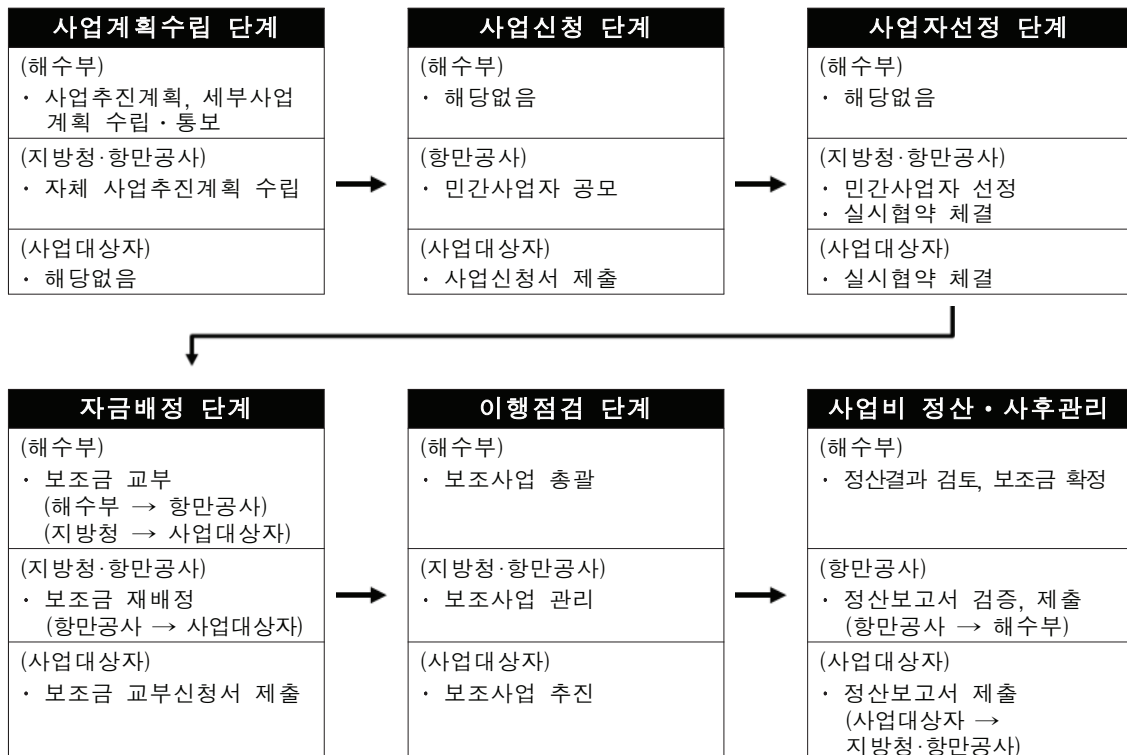 사업계획수립 단계
(해수부)
· 사업추진계획, 세부사업
계획 수립·통보
(지방청·항만공사)
· 자체 사업추진계획 수립
(사업대상자)
· 해당없음
사업신청 단계
(해수부)
· 해당없음
(항만공사)
· 민간사업자 공모
(사업대상자)
· 사업신청서 제출
사업자선정 단계
(해수부)
· 해당없음
(지방청·항만공사)
· 민간사업자 선정
· 실시협약 체결
(사업대상자)
· 실시협약 체결
자금배정 단계
(해수부)
· 보조금 교부
(해수부 → 항만공사)
(지방청 → 사업대상자)
(지방청·항만공사)
· 보조금 재배정
(항만공사 → 사업대상자)
(사업대상자)
· 보조금 교부신청서 제출
이행점검 단계
(해수부)
· 보조사업 총괄
(지방청·항만공사)
· 보조사업 관리
(사업대상자)
· 보조사업 추진
사업비 정산·사후관리
(해수부)
· 정산결과 검토, 보조금 확정
(항만공사)
· 정산보고서 검증, 제출
(항만공사 → 해수부)
(사업대상자)
· 정산보고서 제출
(사업대상자 →
지방청·항만공사)